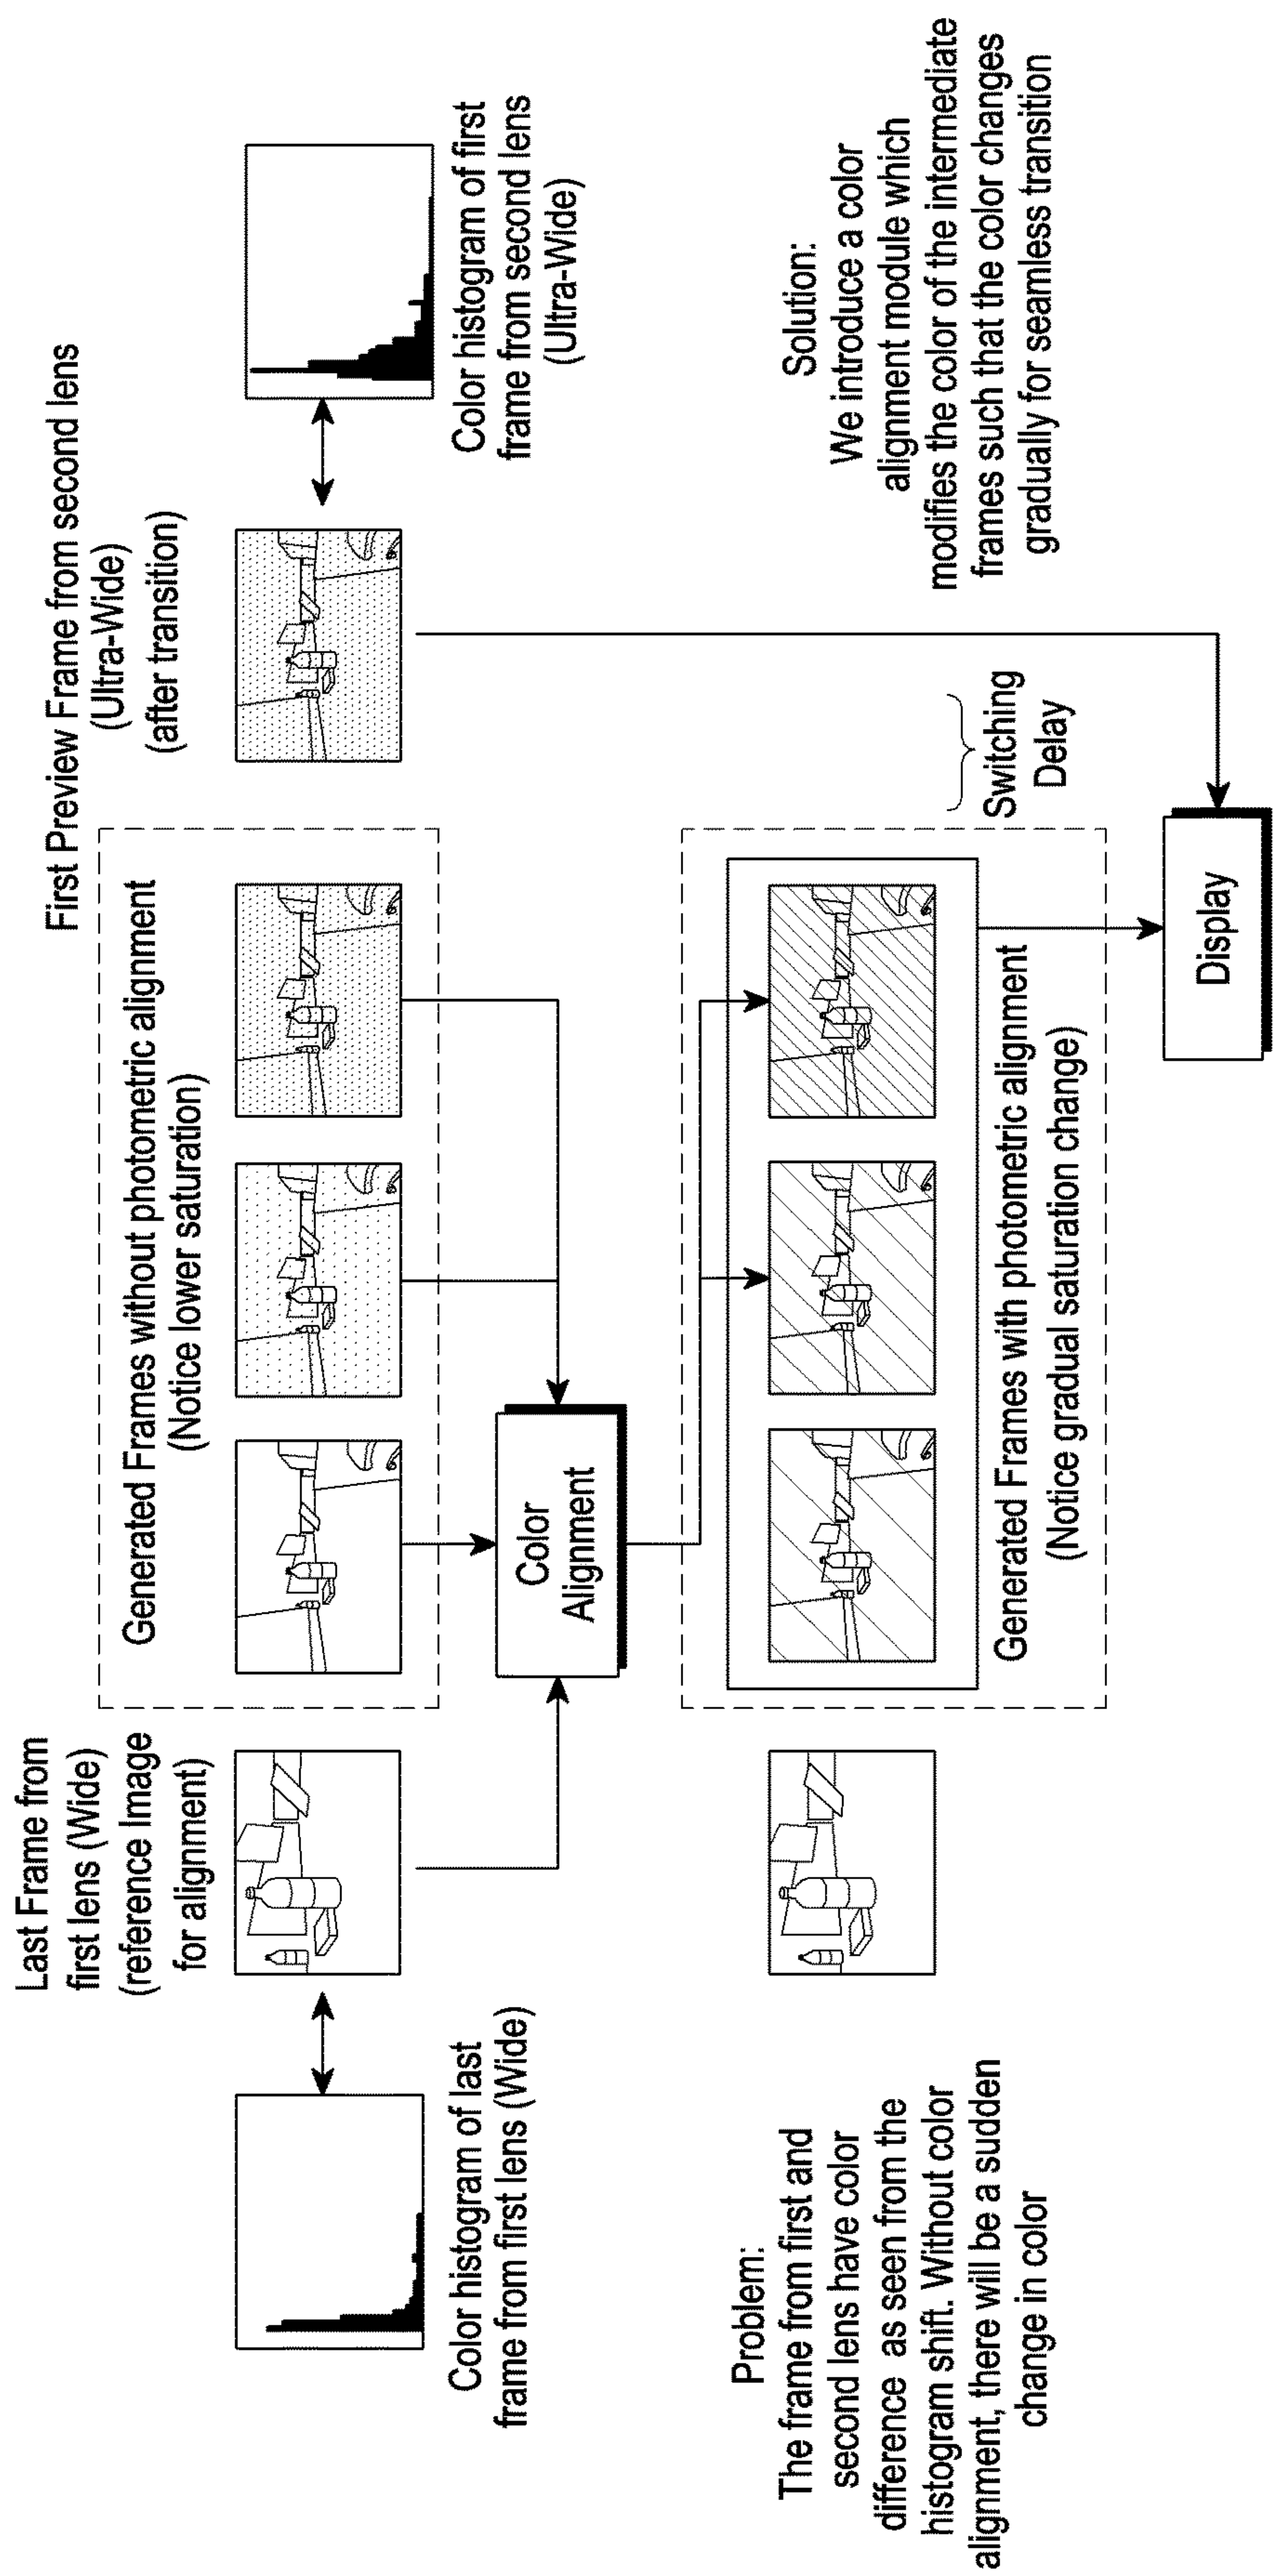 Last Frame from
first lens (Wide)
(reference Image
for alignment)
Generated Frames without photometric alignment
(Notice lower saturation)
First Preview Frame from second lens
(Ultra-Wide)
(after transition)
Color histogram of last
frame from first lens (Wide)
Color
Alignment
Color histogram of first
frame from second lens
(Ultra-Wide)
Problem:
The frame from first and
second lens have color
difference as seen from the
histogram shift. Without color
alignment, there will be a sudden
change in color
Generated Frames with photometric alignment
(Notice gradual saturation change)
Switching
Delay
Solution:
We introduce a color
alignment module which
modifies the color of the intermediate
frames such that the color changes
gradually for seamless transition
Display